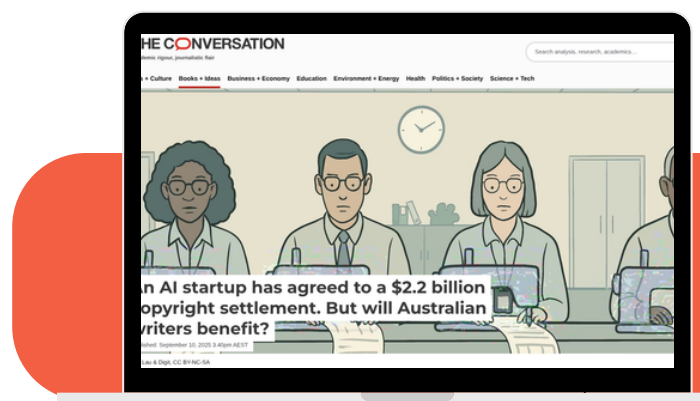 HE CONVERSATION
demic rigour, journalistic flair
Search analysis, research, academics...
+ Culture Books + Ideas Business + Economy Education Environment + Energy Health Politics + Society Science + Tech
An AI startup has agreed to a $2.2 billion
opyright settlement. But will Australian
writers benefit?
lished: September 10, 2025 3.40pm AEST
Lau & Digit, CC BY-NC-SA